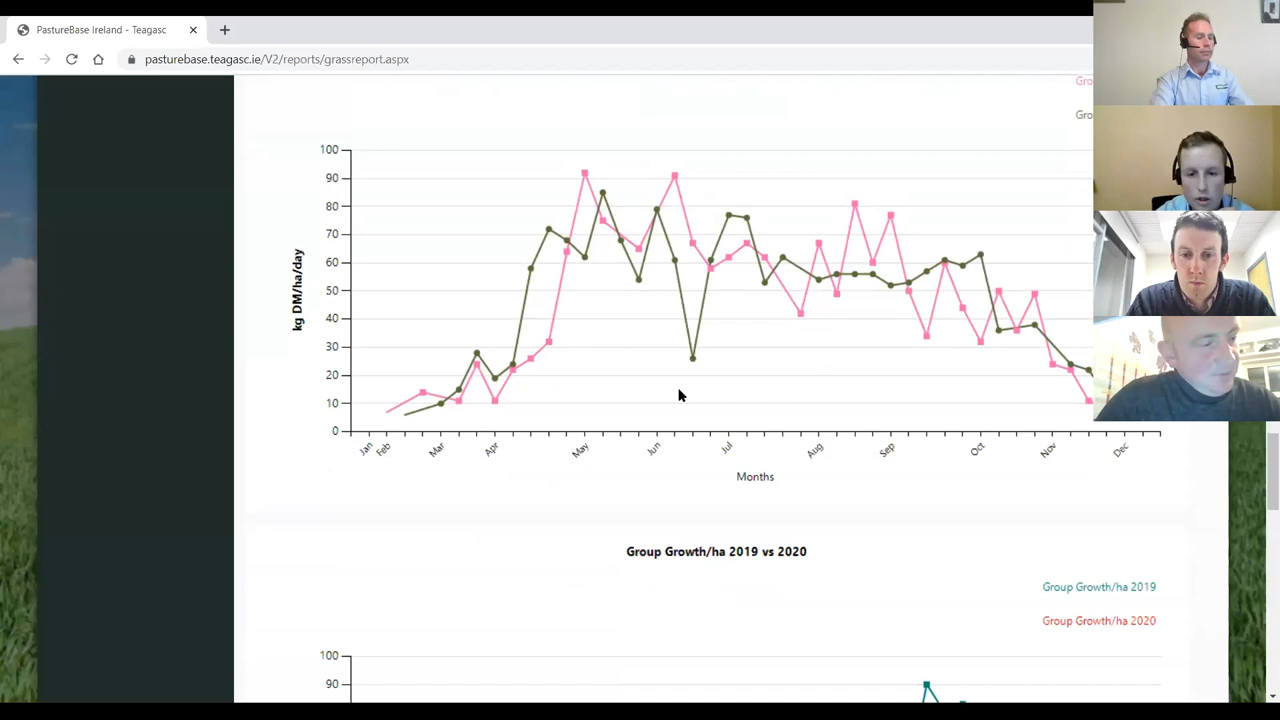 PastureBase Ireland - Teagasc
pasturebase.teagasc.ie/V2/reports/grassreport.aspx
Gro
Gro
100
90
80
70
60
50
40
30
20
10
0
kg DM/ha/day
Jan
Feb
Mar
Apr
May
Jun
Jul
Aug
Sep
Oct
Nov
Dec
Months
Group Growth/ha 2019 vs 2020
Group Growth/ha 2019
Group Growth/ha 2020
100
90